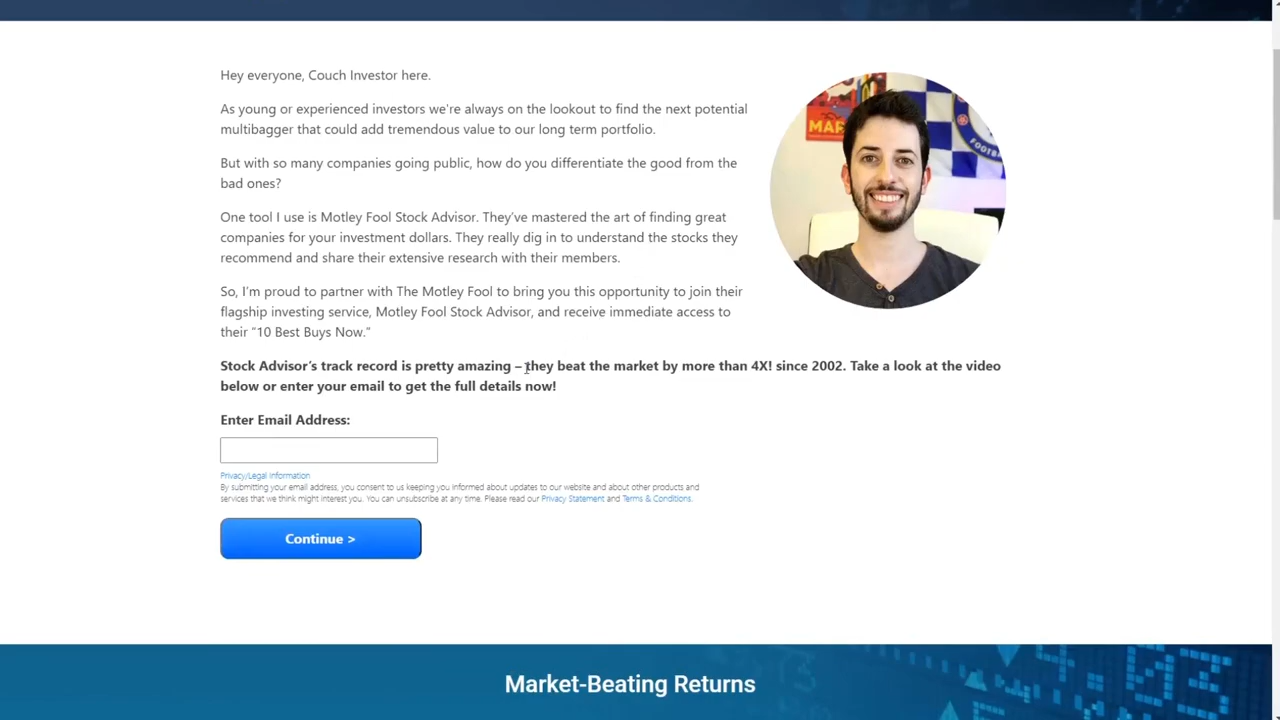 Hey everyone, Couch Investor here.
As young or experienced investors we're always on the lookout to find the next potential
multibagger that could add tremendous value to our long term portfolio.
But with so many companies going public, how do you differentiate the good from the
bad ones?
One tool I use is Motley Fool Stock Advisor. They've mastered the art of finding great
companies for your investment dollars. They really dig in to understand the stocks they
recommend and share their extensive research with their members.
So, I'm proud to partner with The Motley Fool to bring you this opportunity to join their
flagship investing service, Motley Fool Stock Advisor, and receive immediate access to
their "10 Best Buys Now."
Stock Advisor's track record is pretty amazing – they beat the market by more than 4X! since 2002. Take a look at the video
below or enter your email to get the full details now!
Enter Email Address:
Privacy/Legal Information
By submitting your email address, you consent to us keeping you informed about updates to our website and about other products and
services that we think might interest you. You can unsubscribe at any time. Please read our Privacy Statement and Terms & Conditions.
Continue >
Market-Beating Returns